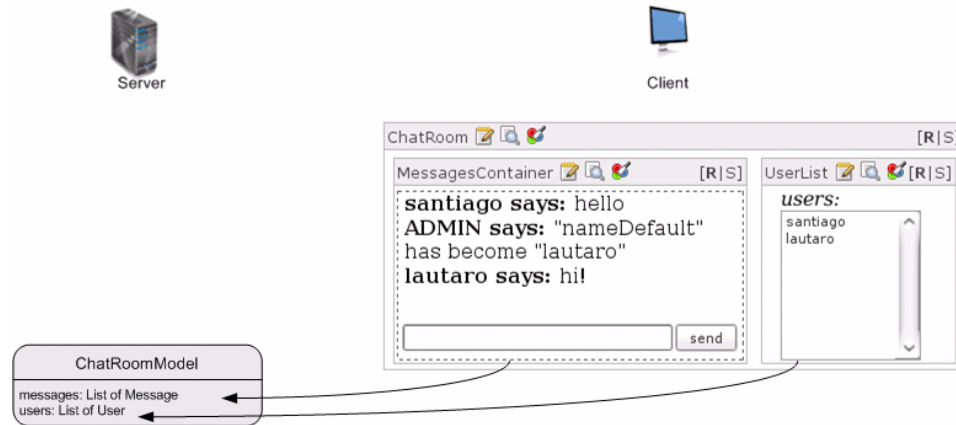 Server
Client
ChatRoom [R|S]
MessagesContainer [R|S]
UserList [R|S]
santiago says: hello
ADMIN says: "nameDefault"
has become "lautaro"
lautaro says: hi!
send
users:
santiago
lautaro
ChatRoomModel
messages: List of Message
users: List of User